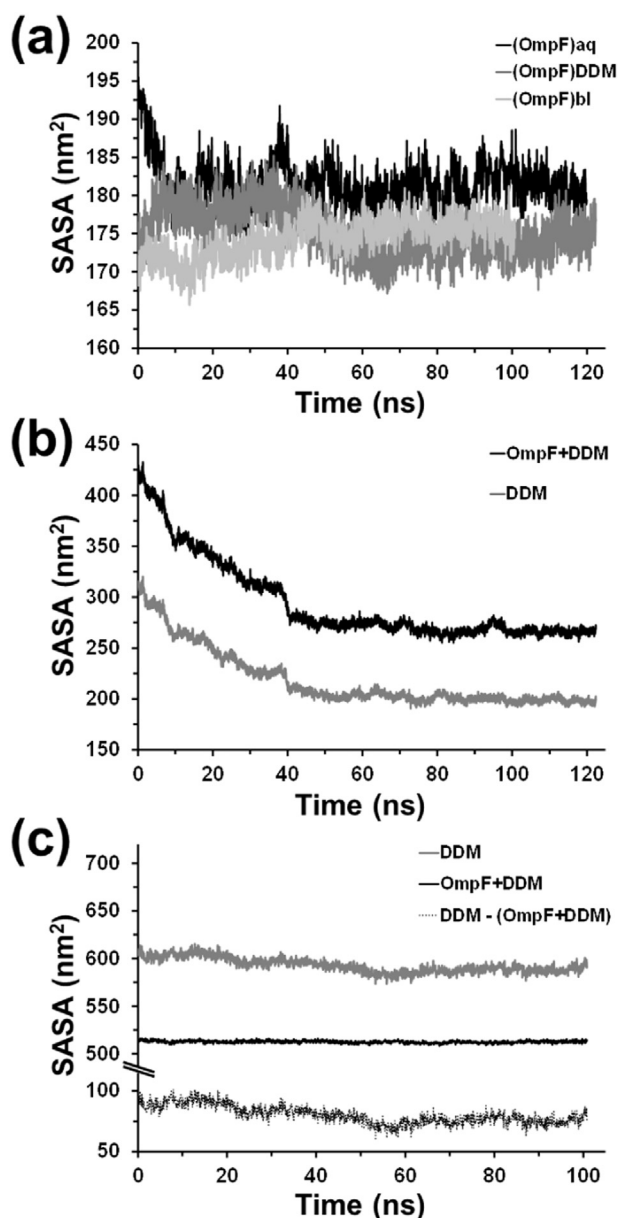 (a)
200
195
190
185
180
175
170
165
160
SASA (nm²)
(OmpF)aq
(OmpF)DDM
(OmpF)bl
0 20 40 60 80 100 120
Time (ns)
(b)
450
400
350
300
250
200
150
SASA (nm²)
OmpF+DDM
DDM
0 20 40 60 80 100 120
Time (ns)
(c)
700
650
600
550
500
100
50
SASA (nm²)
DDM
OmpF+DDM
DDM - (OmpF+DDM)
0 20 40 60 80 100
Time (ns)